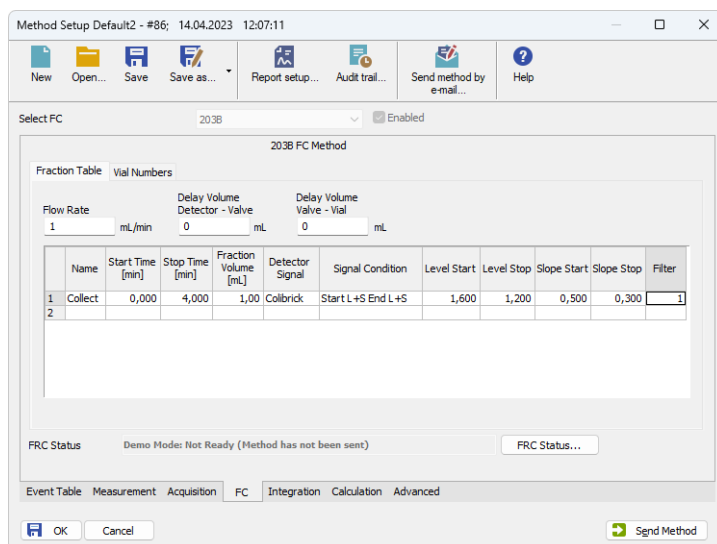 Method Setup Default2 - #86; 14.04.2023 12:07:11
New Open... Save Save as... Report setup... Audit trail... Send method by e-mail... Help
Select FC 203B Enabled
203B FC Method
Fraction Table Vial Numbers
Flow Rate Delay Volume Detector - Valve Delay Volume Valve - Vial
1 mL/min 0 mL 0 mL
Name Start Time [min] Stop Time [min] Fraction Volume [mL] Detector Signal Signal Condition Level Start Level Stop Slope Start Slope Stop Filter
1 Collect 0,000 4,000 1,00 Colibrick Start L+S End L+S 1,600 1,200 0,500 0,300 1
2
FRC Status Demo Mode: Not Ready (Method has not been sent) FRC Status...
Event Table Measurement Acquisition FC Integration Calculation Advanced
OK Cancel Send Method